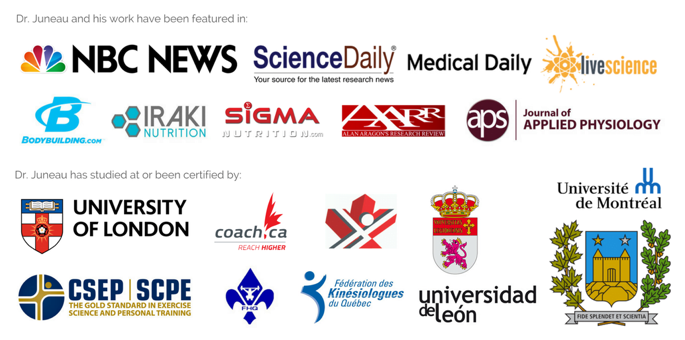 Dr. Juneau and his work have been featured in:
NBC NEWS
ScienceDaily®
Your source for the latest research news
Medical Daily
livescience
BODYBUILDING.com
IRAKI
NUTRITION
SIGMA
NUTRITION.com
AARR
ALAN ARAGON'S RESEARCH REVIEW
aps
Journal of
APPLIED PHYSIOLOGY
Dr. Juneau has studied at or been certified by:
UNIVERSITY
OF LONDON
coach.ca
REACH HIGHER
Université
de Montréal
CSEP | SCPE
THE GOLD STANDARD IN EXERCISE
SCIENCE AND PERSONAL TRAINING
FHQ
Fédération des
Kinésiologues
du Québec
universidad
de león
FIDE SPLENDET ET SCIENTIA